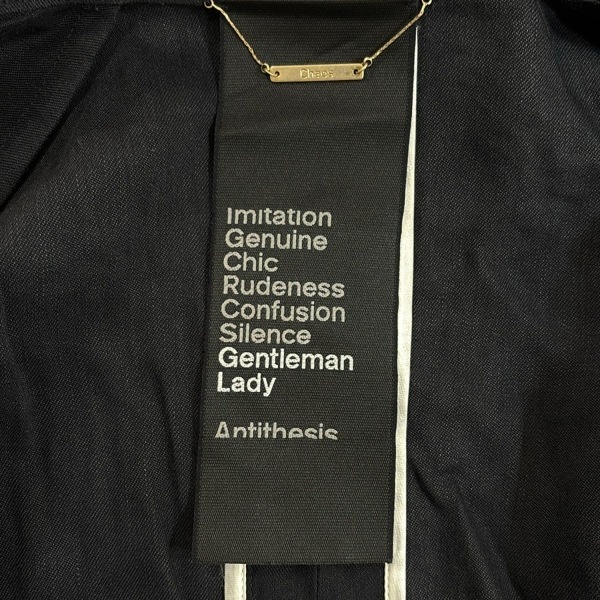 Chaos
Imitation
Genuine
Chic
Rudeness
Confusion
Silence
Gentleman
Lady
Antithesis